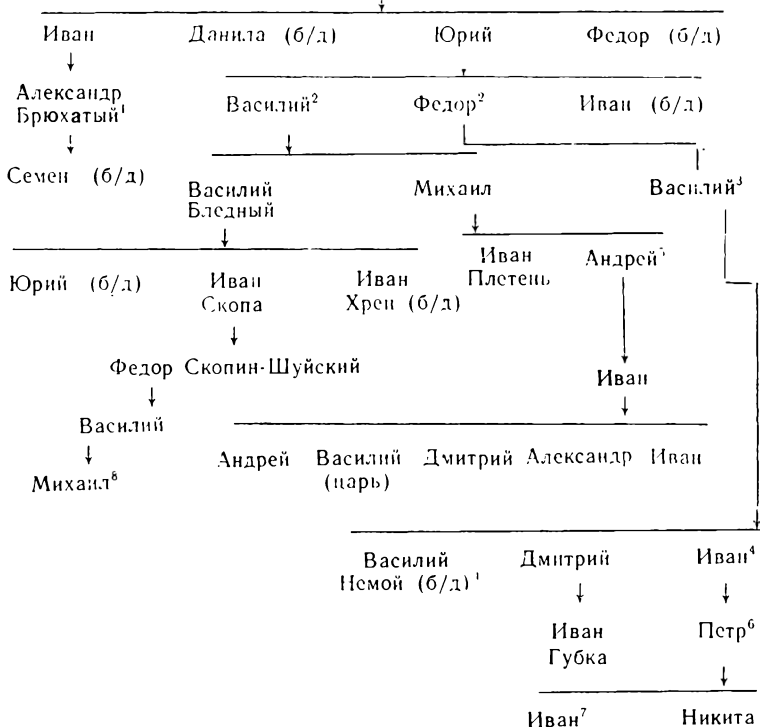 Иван Данила (б/д) Юрий Федор (б/д)
Александр
Брюхатый¹ Василий² Федор² Иван (б/д)
Семен (б/д)
Василий
Бледный Михаил Василий³
Юрий (б/д) Иван
Скопа Иван
Хрен (б/д) Иван
Плетень Андрей⁵
Федор Скопин-Шуйский Иван
Василий
Михаил⁸ Андрей Василий
(царь) Дмитрий Александр Иван
Василий
Немой (б/д)¹ Дмитрий Иван⁴
Иван
Губка Петр⁶
Иван⁷ Никита